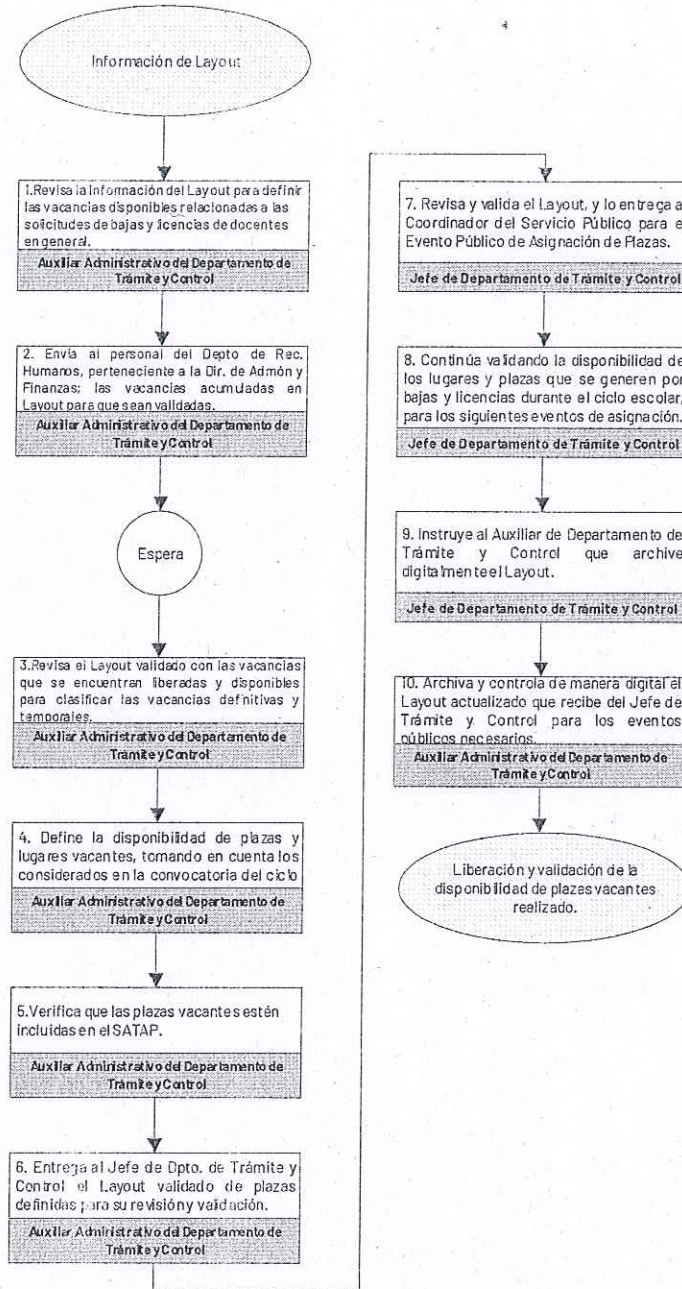 Información de Layout
1.Revisa la información del Layout para definir
las vacancias disponibles relacionadas a las
solicitudes de bajas y licencias de docentes
en general.
Auxiliar Administrativo del Departamento de
Trámite y Control
2. Envía al personal del Depto de Rec.
Humanos, perteneciente a la Dir. de Admón y
Finanzas; las vacancias acumuladas en
Layout para que sean validadas.
Auxiliar Administrativo del Departamento de
Trámite y Control
Espera
3.Revisa el Layout validado con las vacancias
que se encuentran liberadas y disponibles
para clasificar las vacancias definitivas y
temporales.
Auxiliar Administrativo del Departamento de
Trámite y Control
4. Define la disponibilidad de plazas y
lugares vacantes, tomando en cuenta los
considerados en la convocatoria del ciclo
Auxiliar Administrativo del Departamento de
Trámite y Control
5.Verifica que las plazas vacantes estén
incluidas en el SATAP.
Auxiliar Administrativo del Departamento de
Trámite y Control
6. Entrega al Jefe de Dpto. de Trámite y
Control el Layout validado de plazas
definidas para su revisión y validación.
Auxiliar Administrativo del Departamento de
Trámite y Control
7. Revisa y valida el Layout, y lo entrega a
Coordinador del Servicio Público para e
Evento Público de Asignación de Plazas.
Jefe de Departamento de Trámite y Control
8. Continúa validando la disponibilidad de
los lugares y plazas que se generen por
bajas y licencias durante el ciclo escolar,
para los siguientes eventos de asignación.
Jefe de Departamento de Trámite y Control
9. Instruye al Auxiliar de Departamento de
Trámite y Control que archive
digitalmente el Layout.
Jefe de Departamento de Trámite y Control
10. Archiva y controla de manera digital el
Layout actualizado que recibe del Jefe de
Trámite y Control para los eventos
públicos necesarios.
Auxiliar Administrativo del Departamento de
Trámite y Control
Liberación y validación de la
disponibilidad de plazas vacantes
realizado.